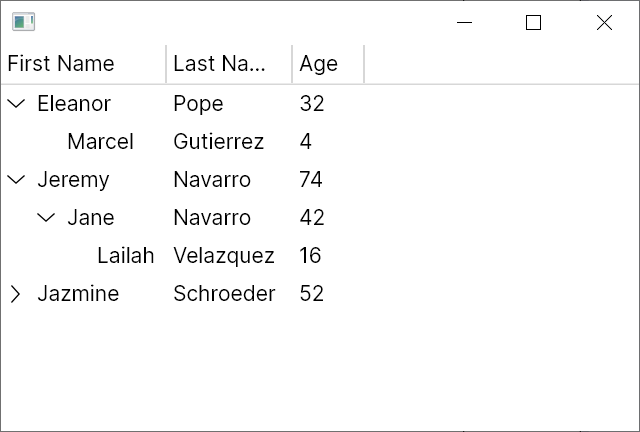 First Name Last Na... Age
Eleanor Pope 32
Marcel Gutierrez 4
Jeremy Navarro 74
Jane Navarro 42
Lailah Velazquez 16
Jazmine Schroeder 52